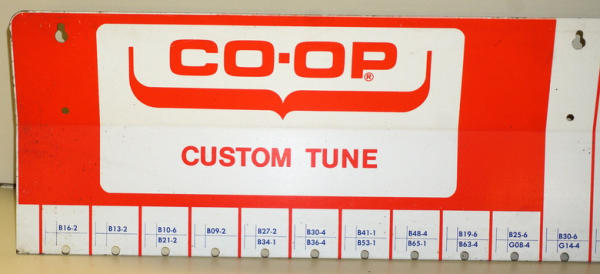 CO-OP®
CUSTOM TUNE
B16-2 B13-2 B10-6 B09-2 B27-2 B30-4 B41-1 B48-4 B19-6 B25-6 B30-6
B21-2 B34-1 B36-4 B53-1 B65-1 B63-4 G08-4 G14-4